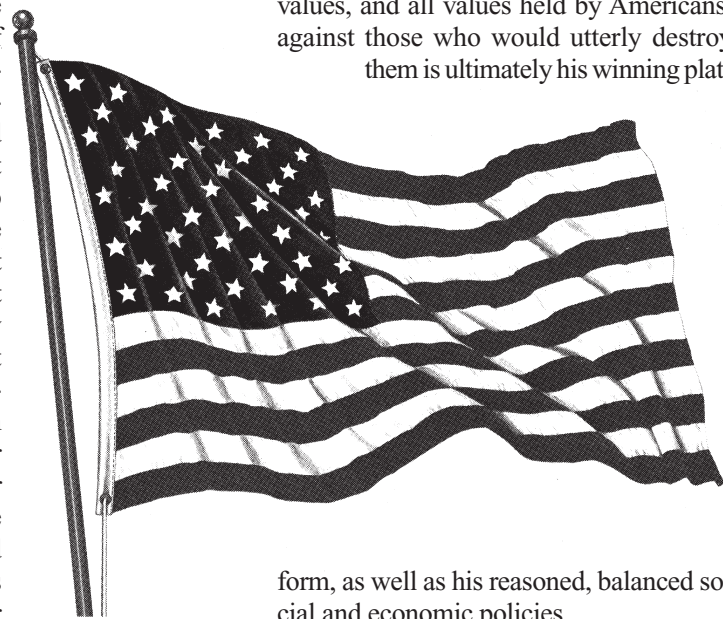 values, and all values held by Americans
against those who would utterly destroy
them is ultimately his winning plat
form, as well as his reasoned, balanced so
cial and economic policies